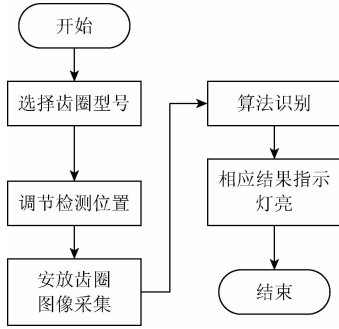 开始
选择齿圈型号
调节检测位置
安放齿圈
图像采集
算法识别
相应结果指示
灯亮
结束